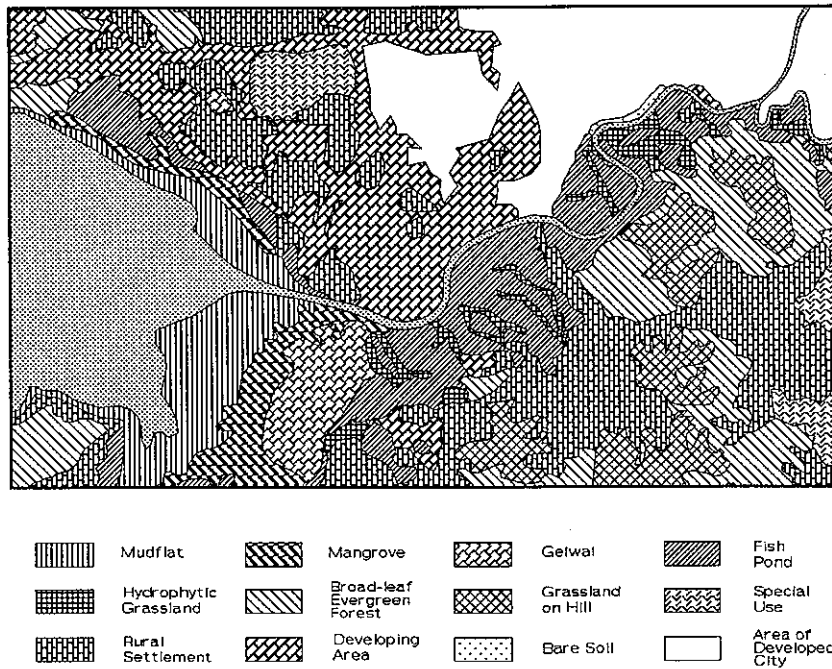 Mudflat
Mangrove
Gelwal
Fish
Pond
Hydrophytic
Grassland
Broad-leaf
Evergreen
Forest
Grassland
on Hill
Special
Use
Rural
Settlement
Developing
Area
Bare Soil
Area of
Developed
City